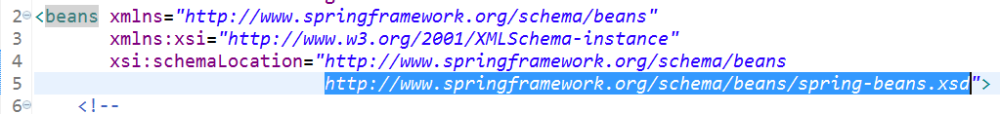 2 <beans xmlns="http://www.springframework.org/schema/beans"
3 xmlns:xsi="http://www.w3.org/2001/XMLSchema-instance"
4 xsi:schemaLocation="http://www.springframework.org/schema/beans
5 http://www.springframework.org/schema/beans/spring-beans.xsd">
6 <!--